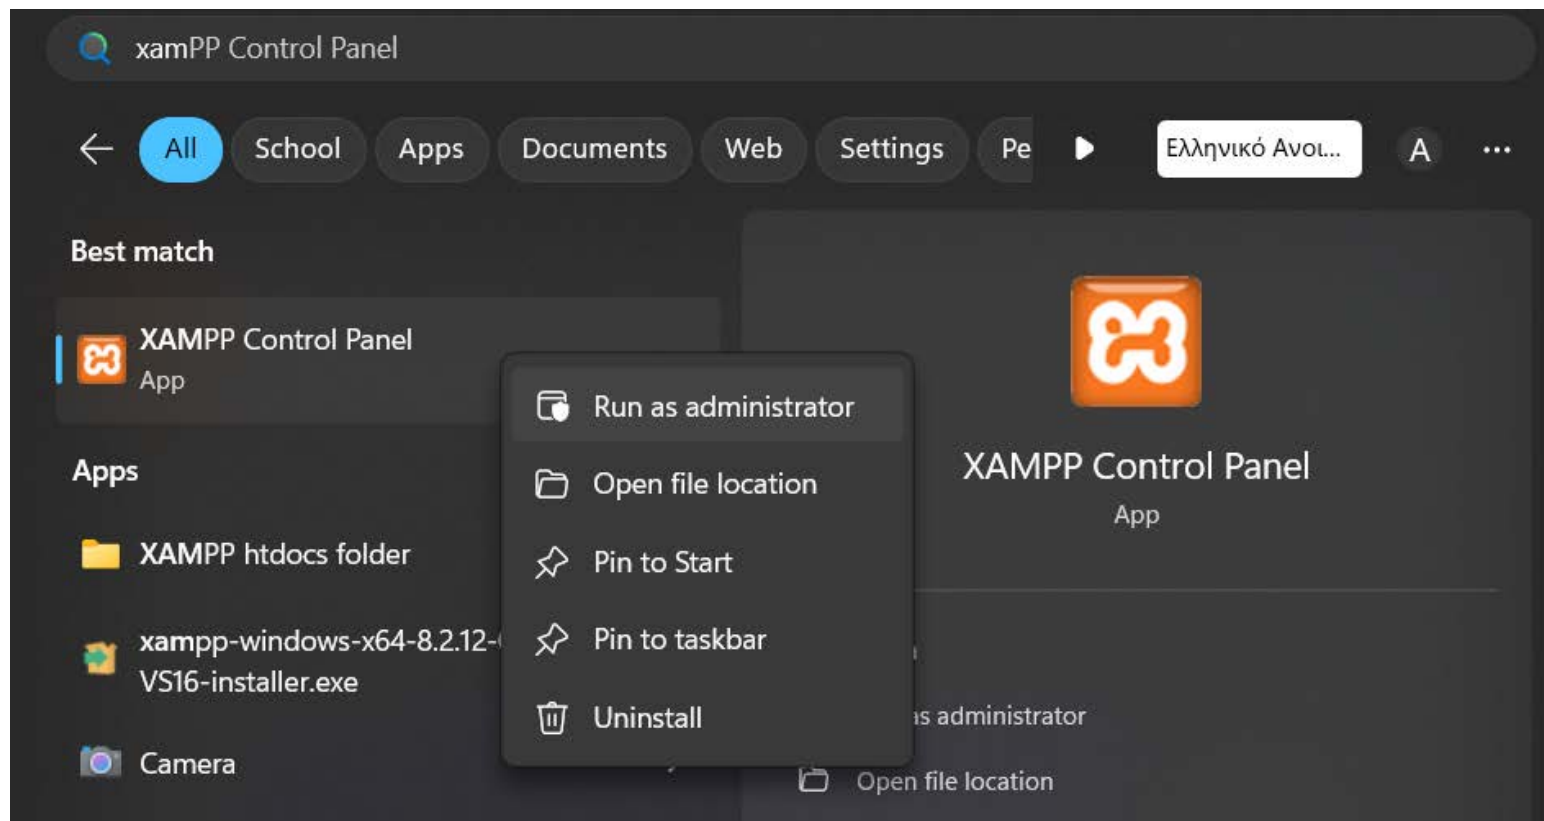 xamPP Control Panel
All School Apps Documents Web Settings Pe Ελληνικό Ανοι... A ...
Best match
XAMPP Control Panel
App
Apps
XAMPP htdocs folder
xampp-windows-x64-8.2.12-
VS16-installer.exe
Camera
Run as administrator
Open file location
Pin to Start
Pin to taskbar
Uninstall
XAMPP Control Panel
App
as administrator
Open file location